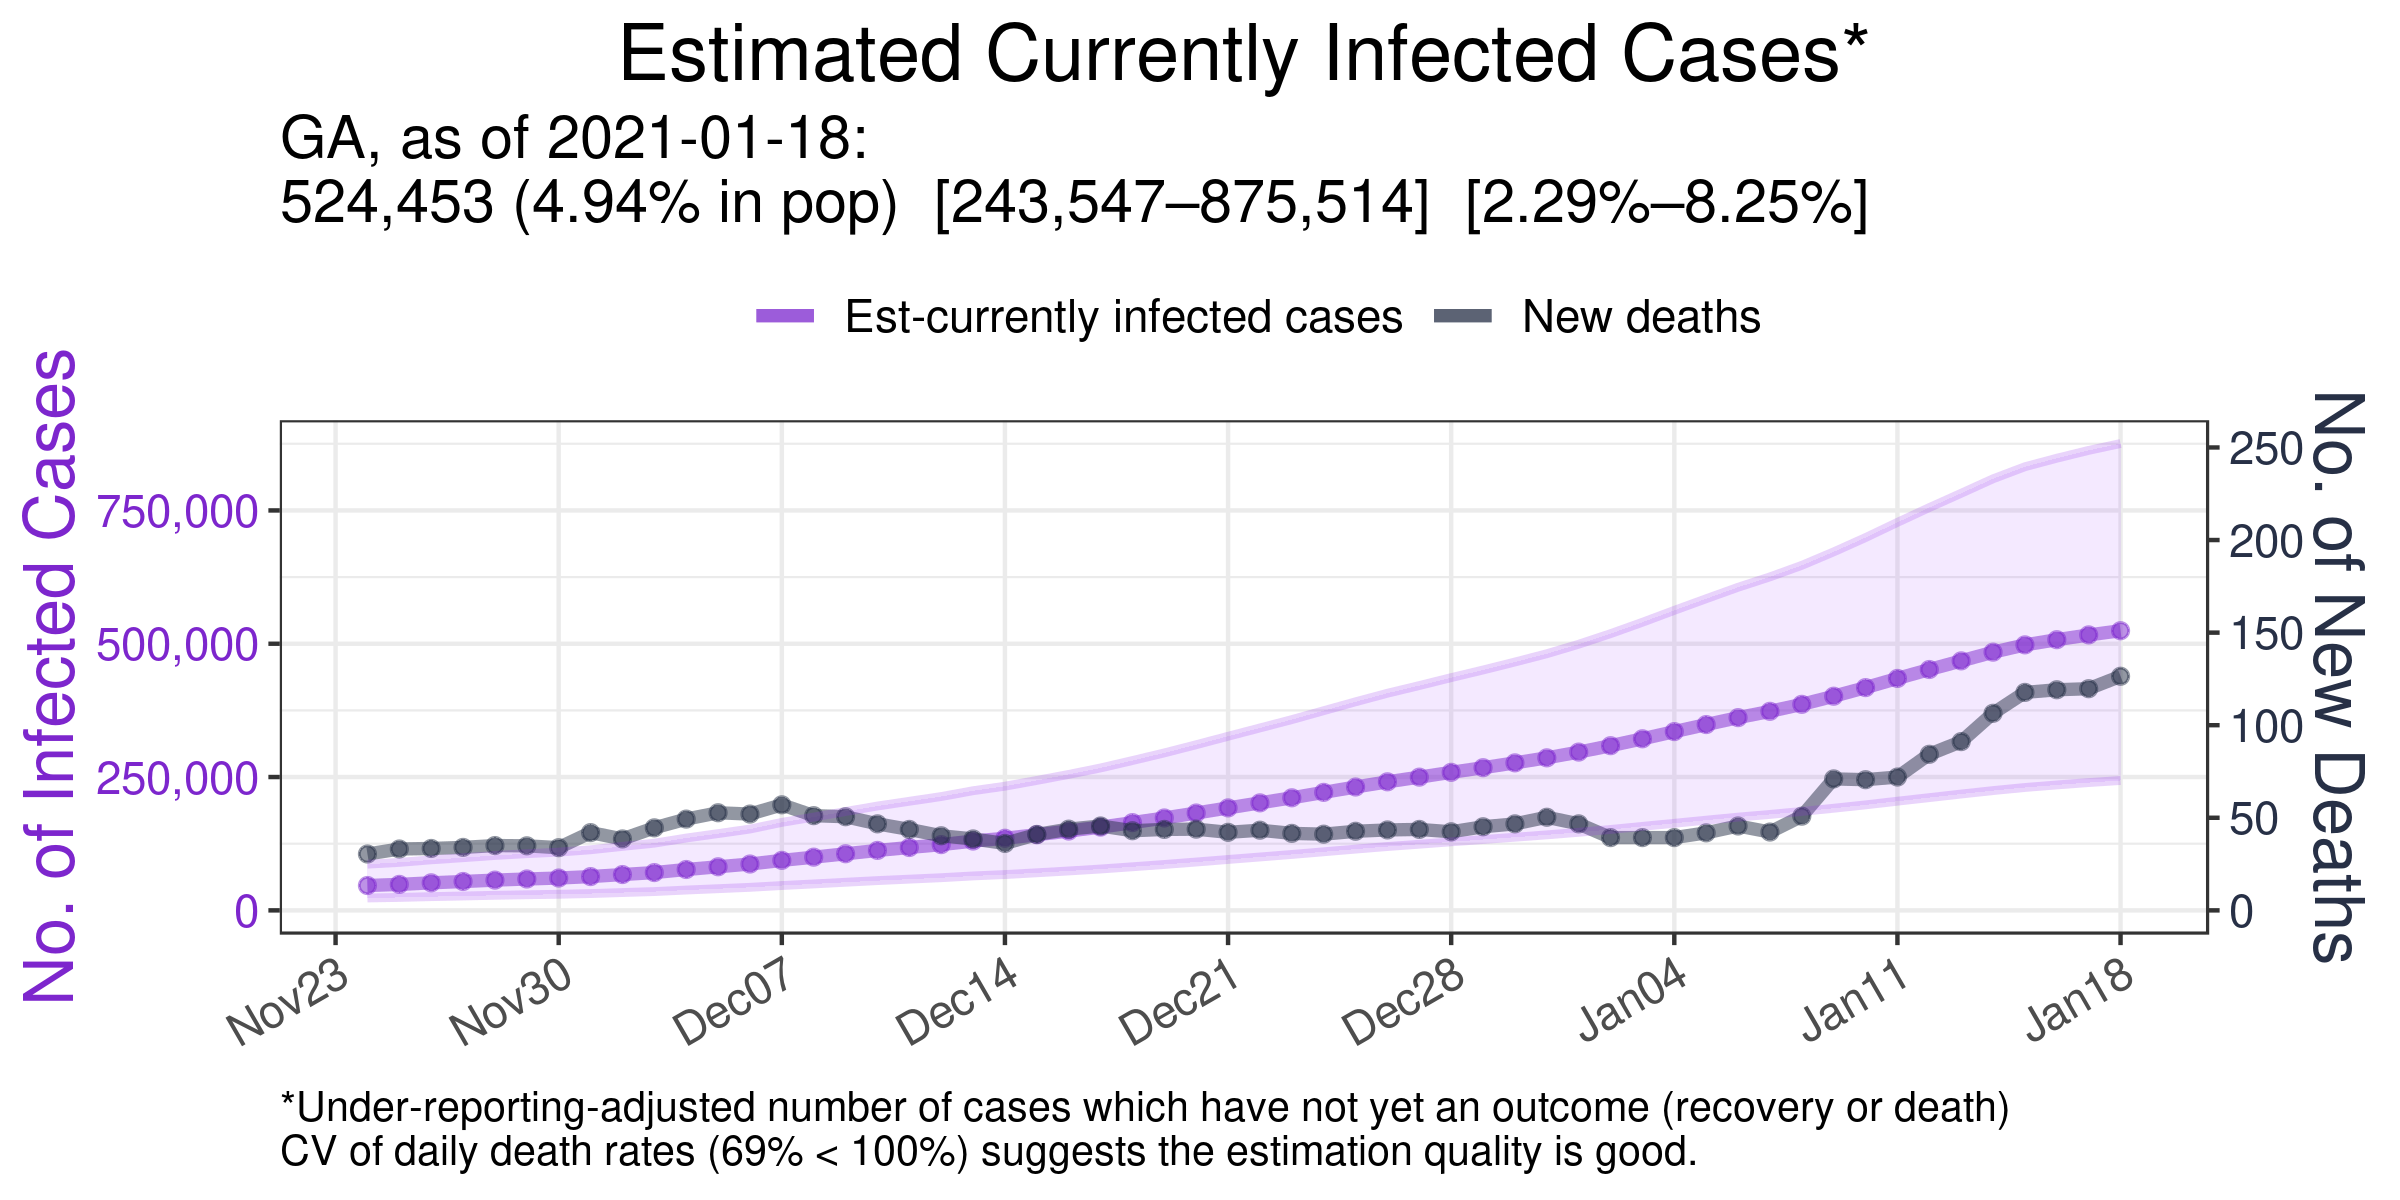 Estimated Currently Infected Cases*
GA, as of 2021-01-18:
524,453 (4.94% in pop)  [243,547–875,514]  [2.29%–8.25%]
Est-currently infected cases
New deaths
No. of Infected Cases
750,000
500,000
250,000
0
250
200
150
100
50
0
No. of New Deaths
Nov23
Nov30
Dec07
Dec14
Dec21
Dec28
Jan04
Jan11
Jan18
*Under-reporting-adjusted number of cases which have not yet an outcome (recovery or death)
CV of daily death rates (69% < 100%) suggests the estimation quality is good.